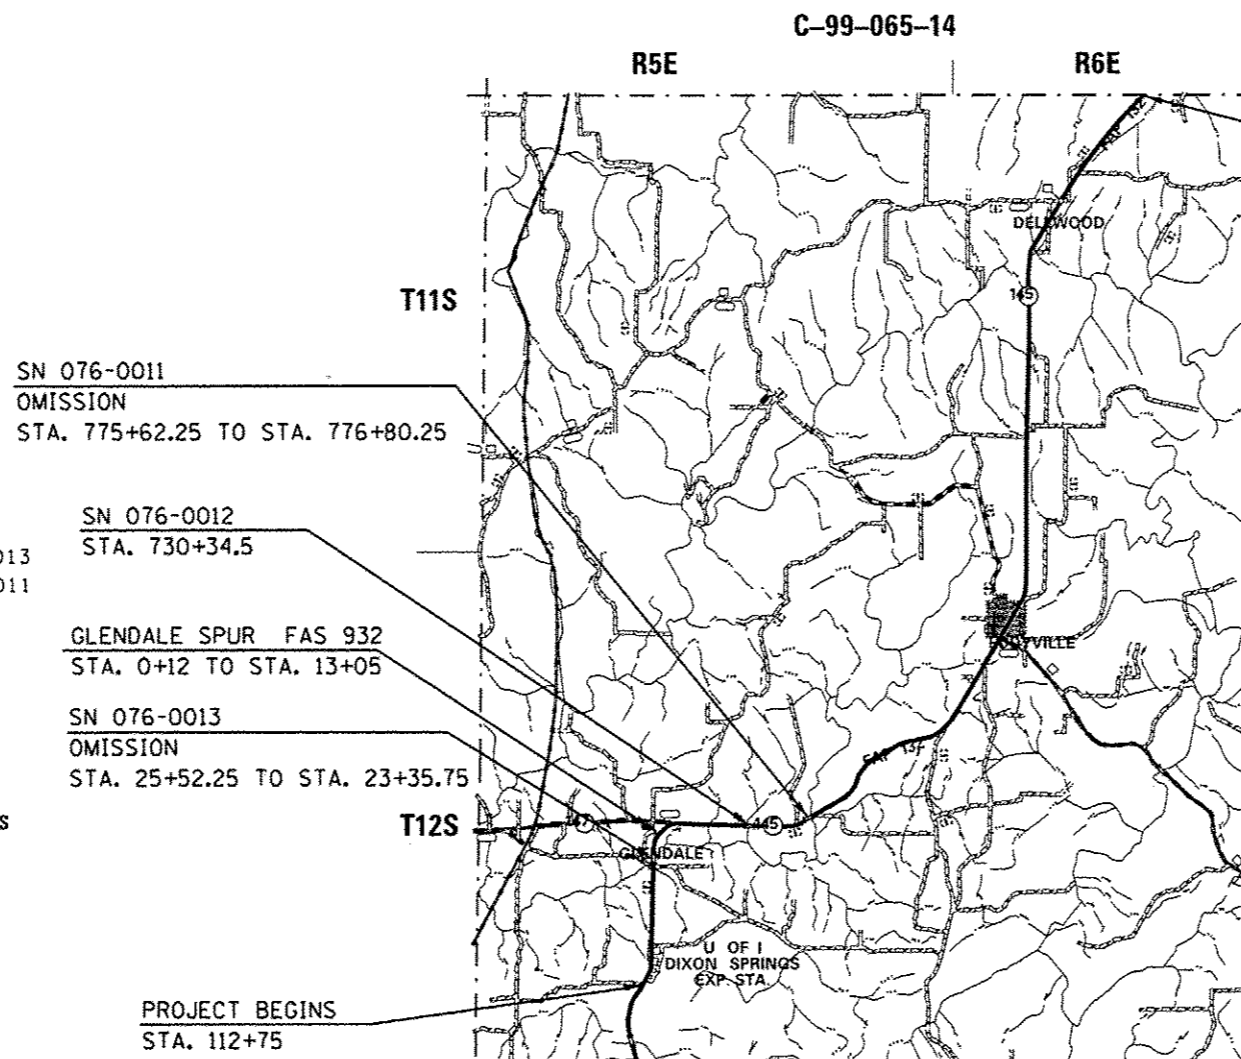 C-99-065-14
R5E
R6E
FAP 132
DELLWOOD
145
T11S
SN 076-0011
OMISSION
STA. 775+62.25 TO STA. 776+80.25
SN 076-0012
STA. 730+34.5
013
011
GLENDALE SPUR FAS 932
STA. 0+12 TO STA. 13+05
SN 076-0013
OMISSION
STA. 25+52.25 TO STA. 23+35.75
S
T12S
147
145
GLENDALE
U OF I
DIXON SPRINGS
EXP. STA.
PROJECT BEGINS
STA. 112+75